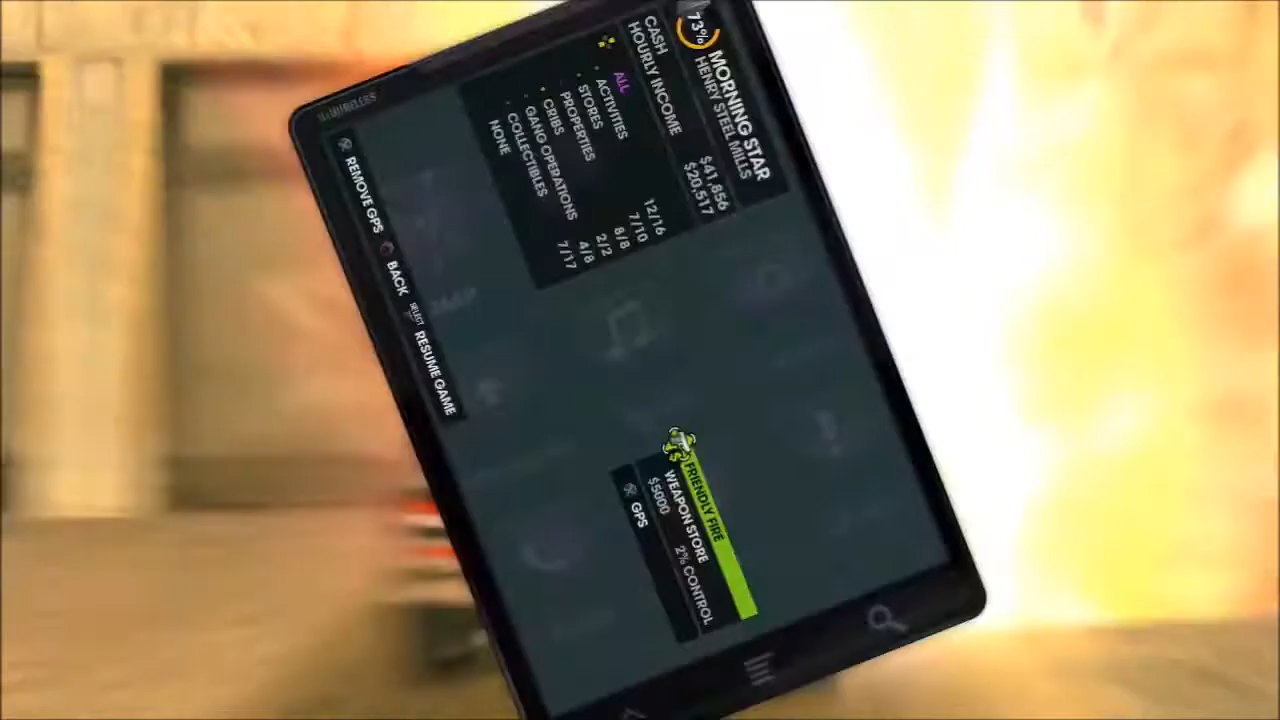 73%
MORNING STAR
HENRY STEEL MILLS
CASH $41,856
HOURLY INCOME $20,517
ALL
ACTIVITIES 12/16
STORES 7/10
PROPERTIES 8/8
CRIBS 2/2
GANG OPERATIONS 4/8
COLLECTIBLES 7/17
NONE
FRIENDLY FIRE
WEAPON STORE
$5000 2% CONTROL
GPS
REMOVE GPS BACK SELECT RESUME GAME